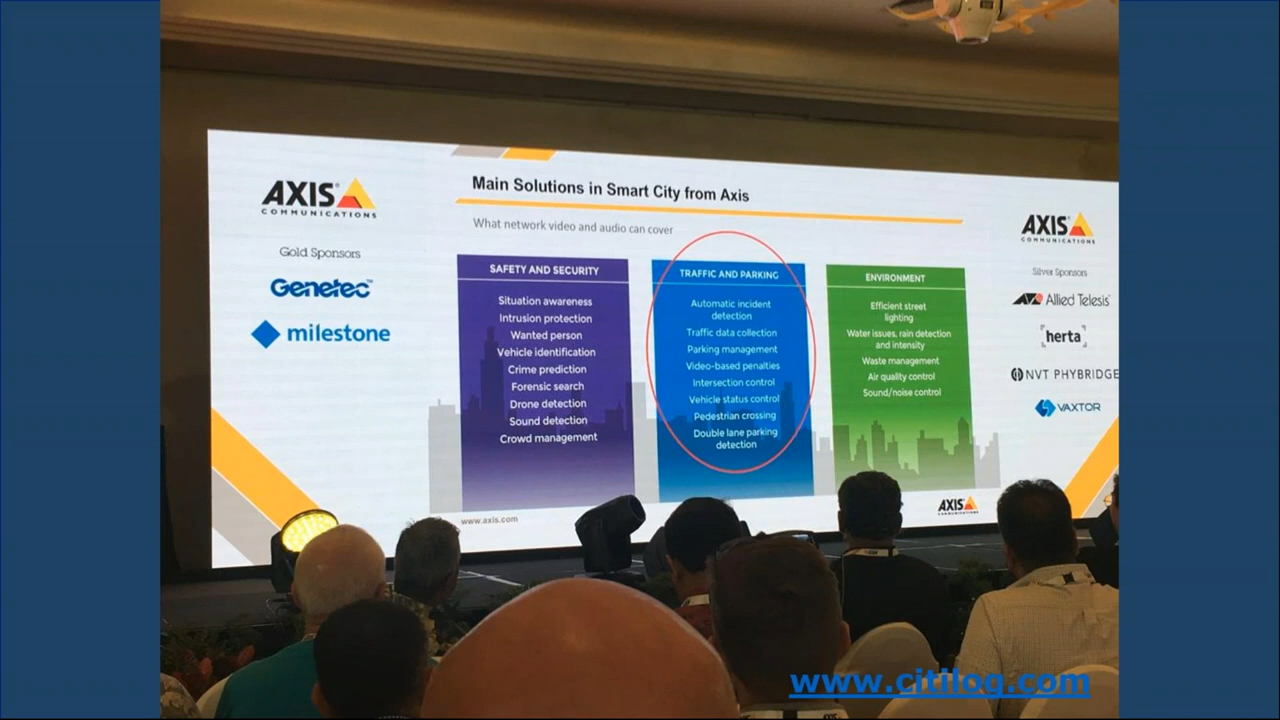 AXIS
COMMUNICATIONS
Gold Sponsors
Genetec
milestone
Main Solutions in Smart City from Axis
What network video and audio can cover
SAFETY AND SECURITY
Situation awareness
Intrusion protection
Wanted person
Vehicle identification
Crime prediction
Forensic search
Drone detection
Sound detection
Crowd management
TRAFFIC AND PARKING
Automatic incident
detection
Traffic data collection
Parking management
Video-based penalties
Intersection control
Vehicle status control
Pedestrian crossing
Double lane parking
detection
ENVIRONMENT
Efficient street
lighting
Water issues, rain detection
and intensity
Waste management
Air quality control
Sound/noise control
AXIS
COMMUNICATIONS
Silver Sponsors
Allied Telesis
herta
NVT PHYBRIDGE
VAXTOR
www.axis.com
AXIS
COMMUNICATIONS
www.citilog.com